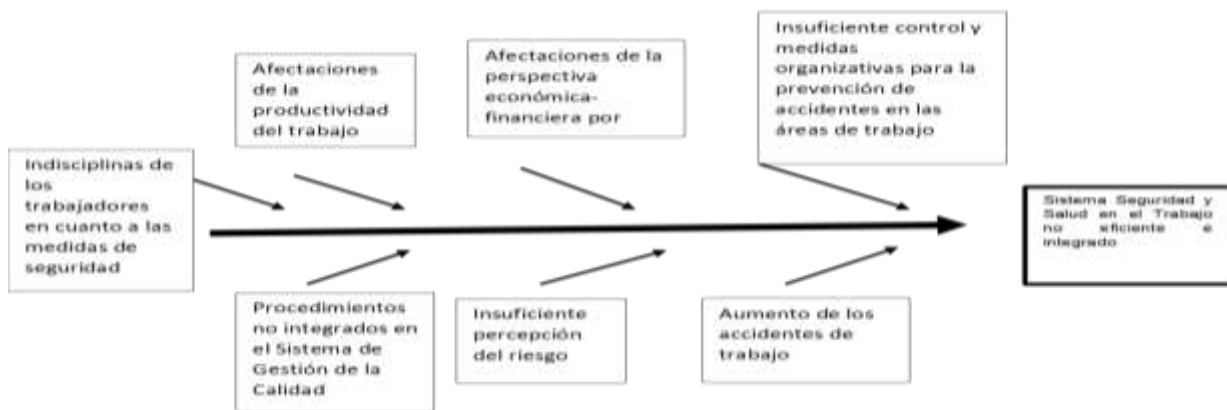 Afectaciones
de la
productividad
del trabajo
Afectaciones de la
perspectiva
económica-
financiera por
Insuficiente control y
medidas
organizativas para la
prevención de
accidentes en las
áreas de trabajo
Indisciplinas de
los
trabajadores
en cuanto a las
medidas de
seguridad
Sistema Seguridad y
Salud en el Trabajo
no eficiente e
integrado
Procedimientos
no integrados en
el Sistema de
Gestión de la
Calidad
Insuficiente
percepción
del riesgo
Aumento de los
accidentes de
trabajo